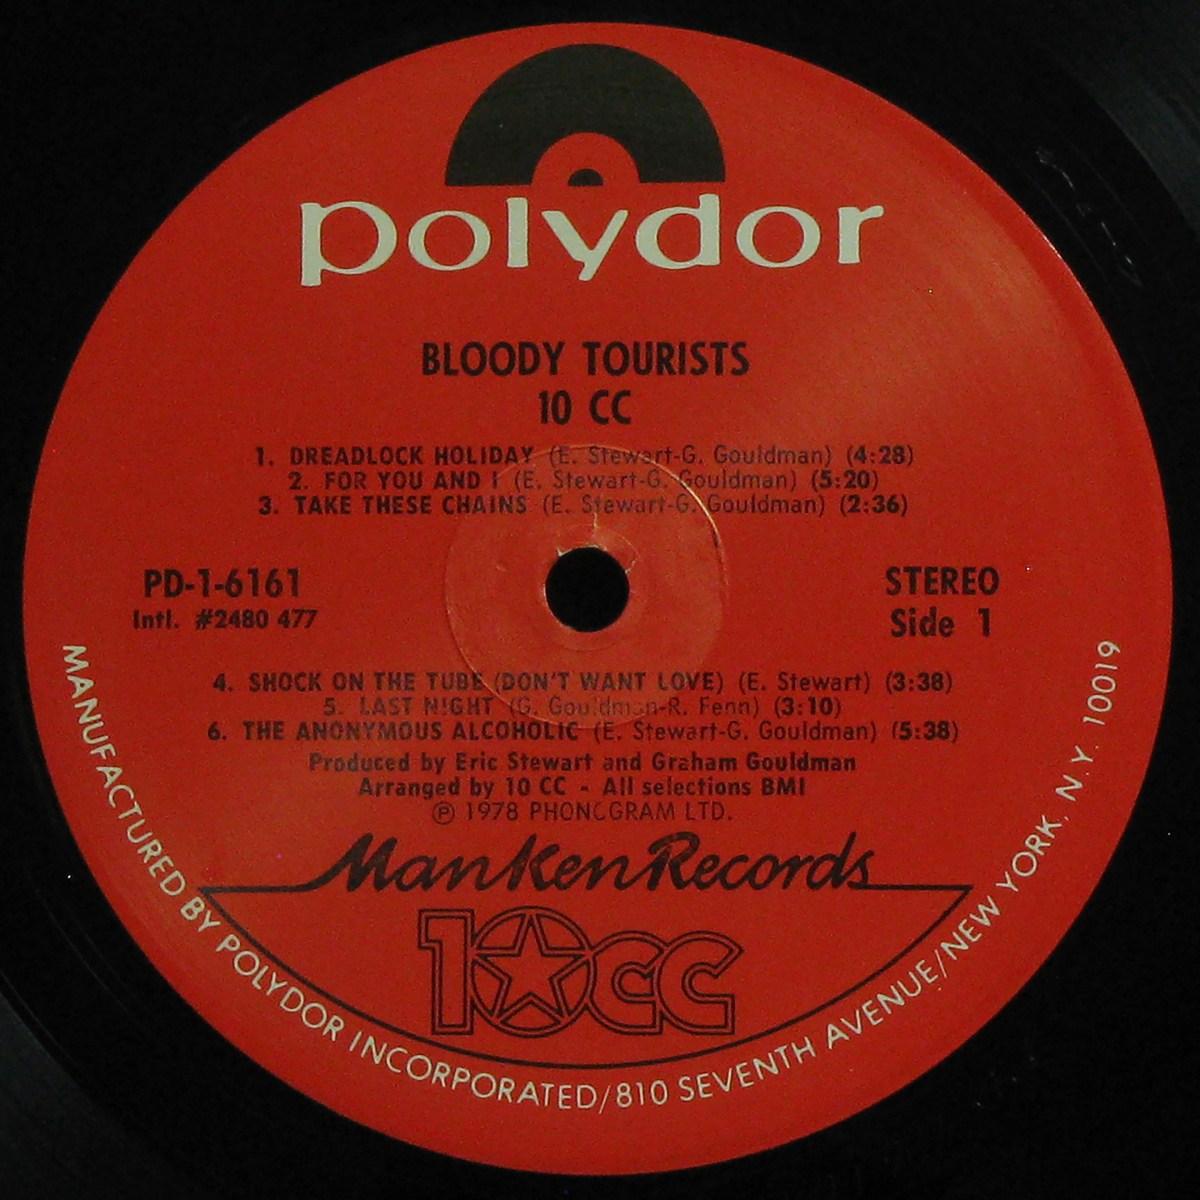 polydor
BLOODY TOURISTS
10 CC
1. DREADLOCK HOLIDAY (E. Stewart-G. Gouldman) (4:28)
2. FOR YOU AND I (E. Stewart-G. Gouldman) (5:20)
3. TAKE THESE CHAINS (E. Stewart-G. Gouldman) (2:36)
PD-1-6161
Intl. #2480 477
STEREO
Side 1
4. SHOCK ON THE TUBE (DON'T WANT LOVE) (E. Stewart) (3:38)
5. LAST NIGHT (G. Gouldman-R. Fenn) (3:10)
6. THE ANONYMOUS ALCOHOLIC (E. Stewart-G. Gouldman) (5:38)
Produced by Eric Stewart and Graham Gouldman
Arranged by 10 CC - All selections BMI
Ⓟ 1978 PHONOGRAM LTD.
ManKen Records
10CC
MANUFACTURED BY POLYDOR INCORPORATED/810 SEVENTH AVENUE/NEW YORK, N.Y. 10019